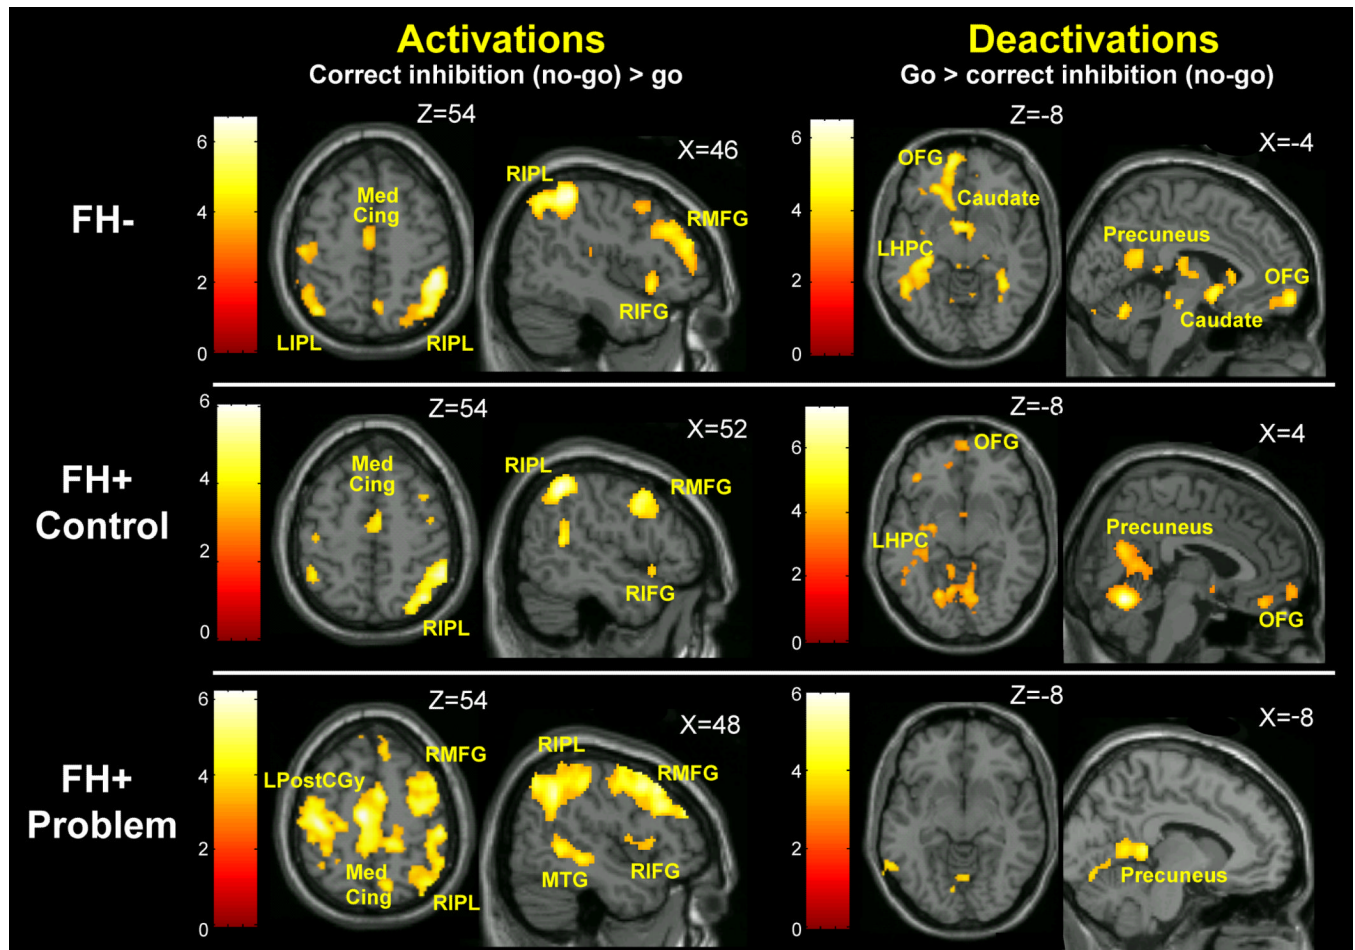 Activations
Correct inhibition (no-go) > go
Deactivations
Go > correct inhibition (no-go)
FH-
6
4
2
0
Z=54
Med
Cing
LIPL
RIPL
X=46
RIPL
RMFG
RIFG
6
4
2
0
Z=-8
OFG
Caudate
LHPC
X=-4
Precuneus
OFG
Caudate
FH+
Control
6
4
2
0
Z=54
Med
Cing
RIPL
X=52
RIPL
RMFG
RIFG
6
4
2
0
Z=-8
OFG
LHPC
X=4
Precuneus
OFG
FH+
Problem
6
4
2
0
Z=54
RMFG
LPostCGy
Med
Cing
RIPL
X=48
RIPL
RMFG
MTG
RIFG
6
4
2
0
Z=-8
X=-8
Precuneus